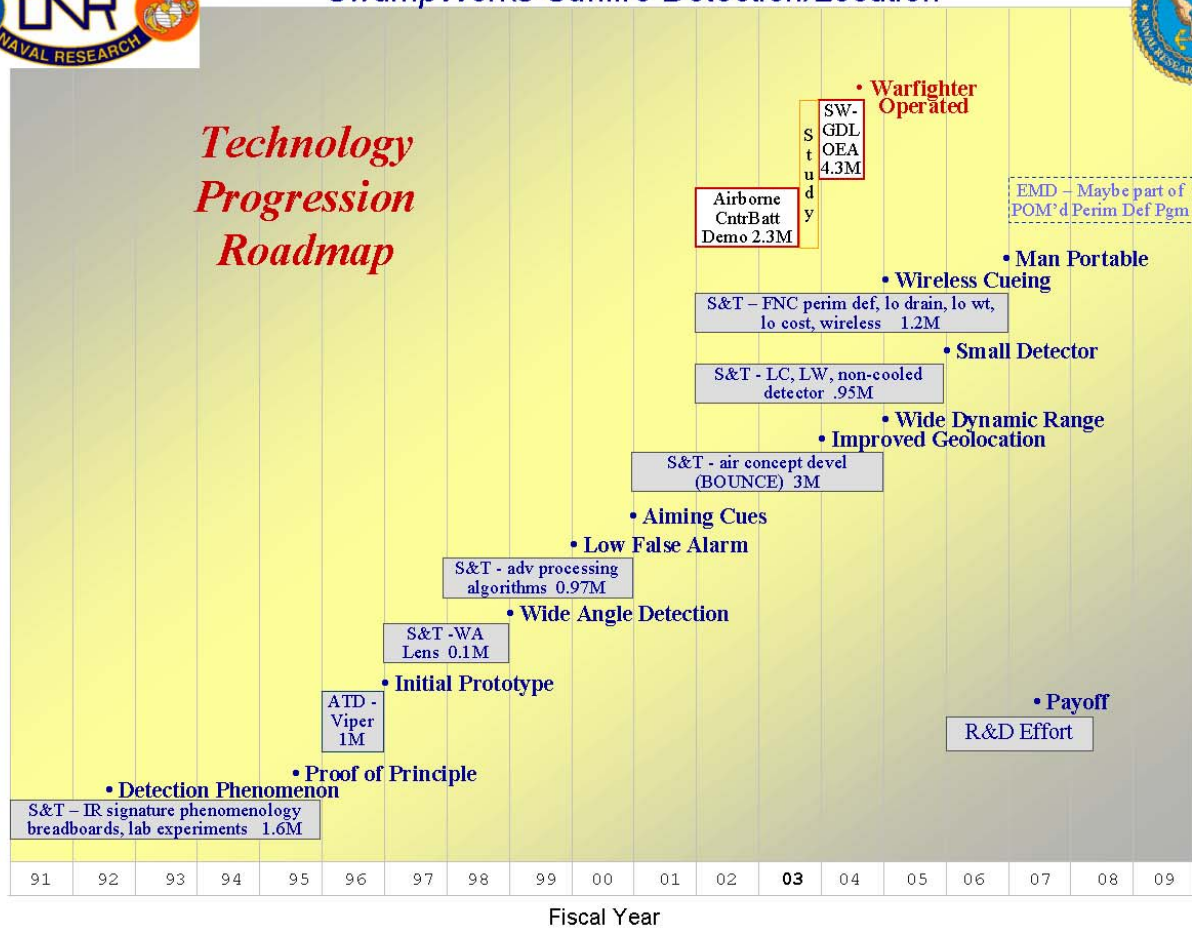 NAVAL RESEARCH
Technology
Progression
Roadmap
• Warfighter
Operated
SW-
GDL
OEA
4.3M
Study
Airborne
CntrBatt
Demo 2.3M
EMD – Maybe part of
POM'd Perim Def Pgm
• Man Portable
• Wireless Cueing
S&T – FNC perim def, lo drain, lo wt,
lo cost, wireless 1.2M
• Small Detector
S&T - LC, LW, non-cooled
detector .95M
• Wide Dynamic Range
• Improved Geolocation
S&T - air concept devel
(BOUNCE) 3M
• Aiming Cues
• Low False Alarm
S&T - adv processing
algorithms 0.97M
• Wide Angle Detection
S&T -WA
Lens 0.1M
• Initial Prototype
ATD -
Viper
1M
• Payoff
R&D Effort
• Proof of Principle
• Detection Phenomenon
S&T – IR signature phenomenology
breadboards, lab experiments 1.6M
91 92 93 94 95 96 97 98 99 00 01 02 03 04 05 06 07 08 09
Fiscal Year